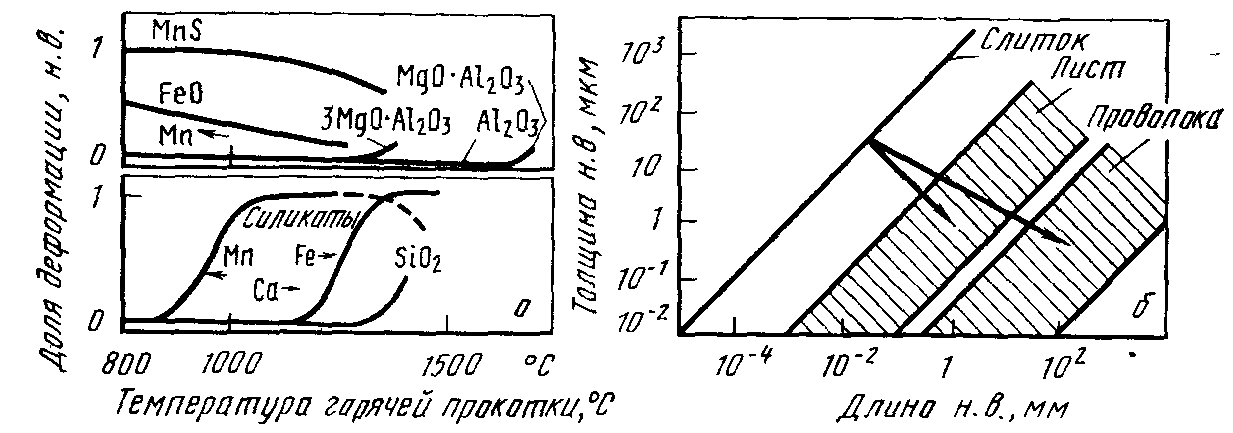 Доля деформации, н.в.
1
0
MnS
FeO
Mn
MgO·Al₂O₃
3MgO·Al₂O₃
Al₂O₃
1
0
Силикаты
Mn
Fe
Ca
SiO₂
а
800
1000
1500
°C
Температура гарячей прокатки,°C
Толщина н.в, мкм
10³
10²
10
1
10⁻¹
10⁻²
Слиток
Лист
Проволока
б
10⁻⁴
10⁻²
1
10²
Длина н.в., мм